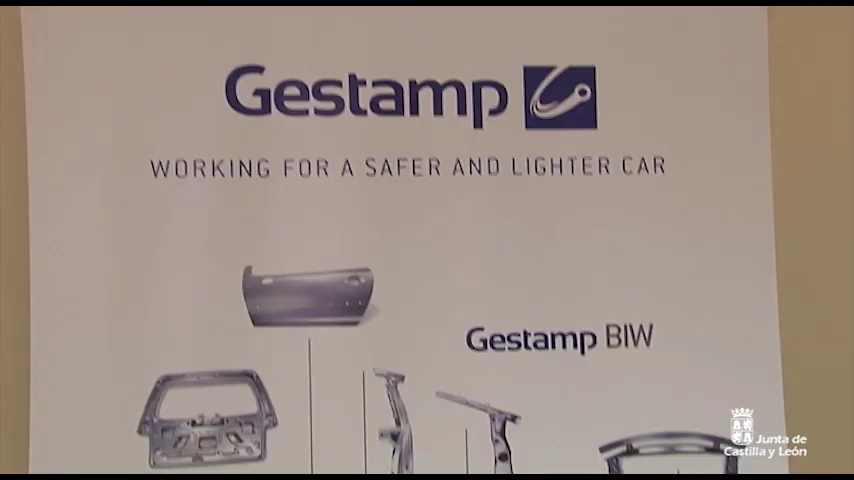 Gestamp
WORKING FOR A SAFER AND LIGHTER CAR
Gestamp BIW
Junta de
Castilla y León